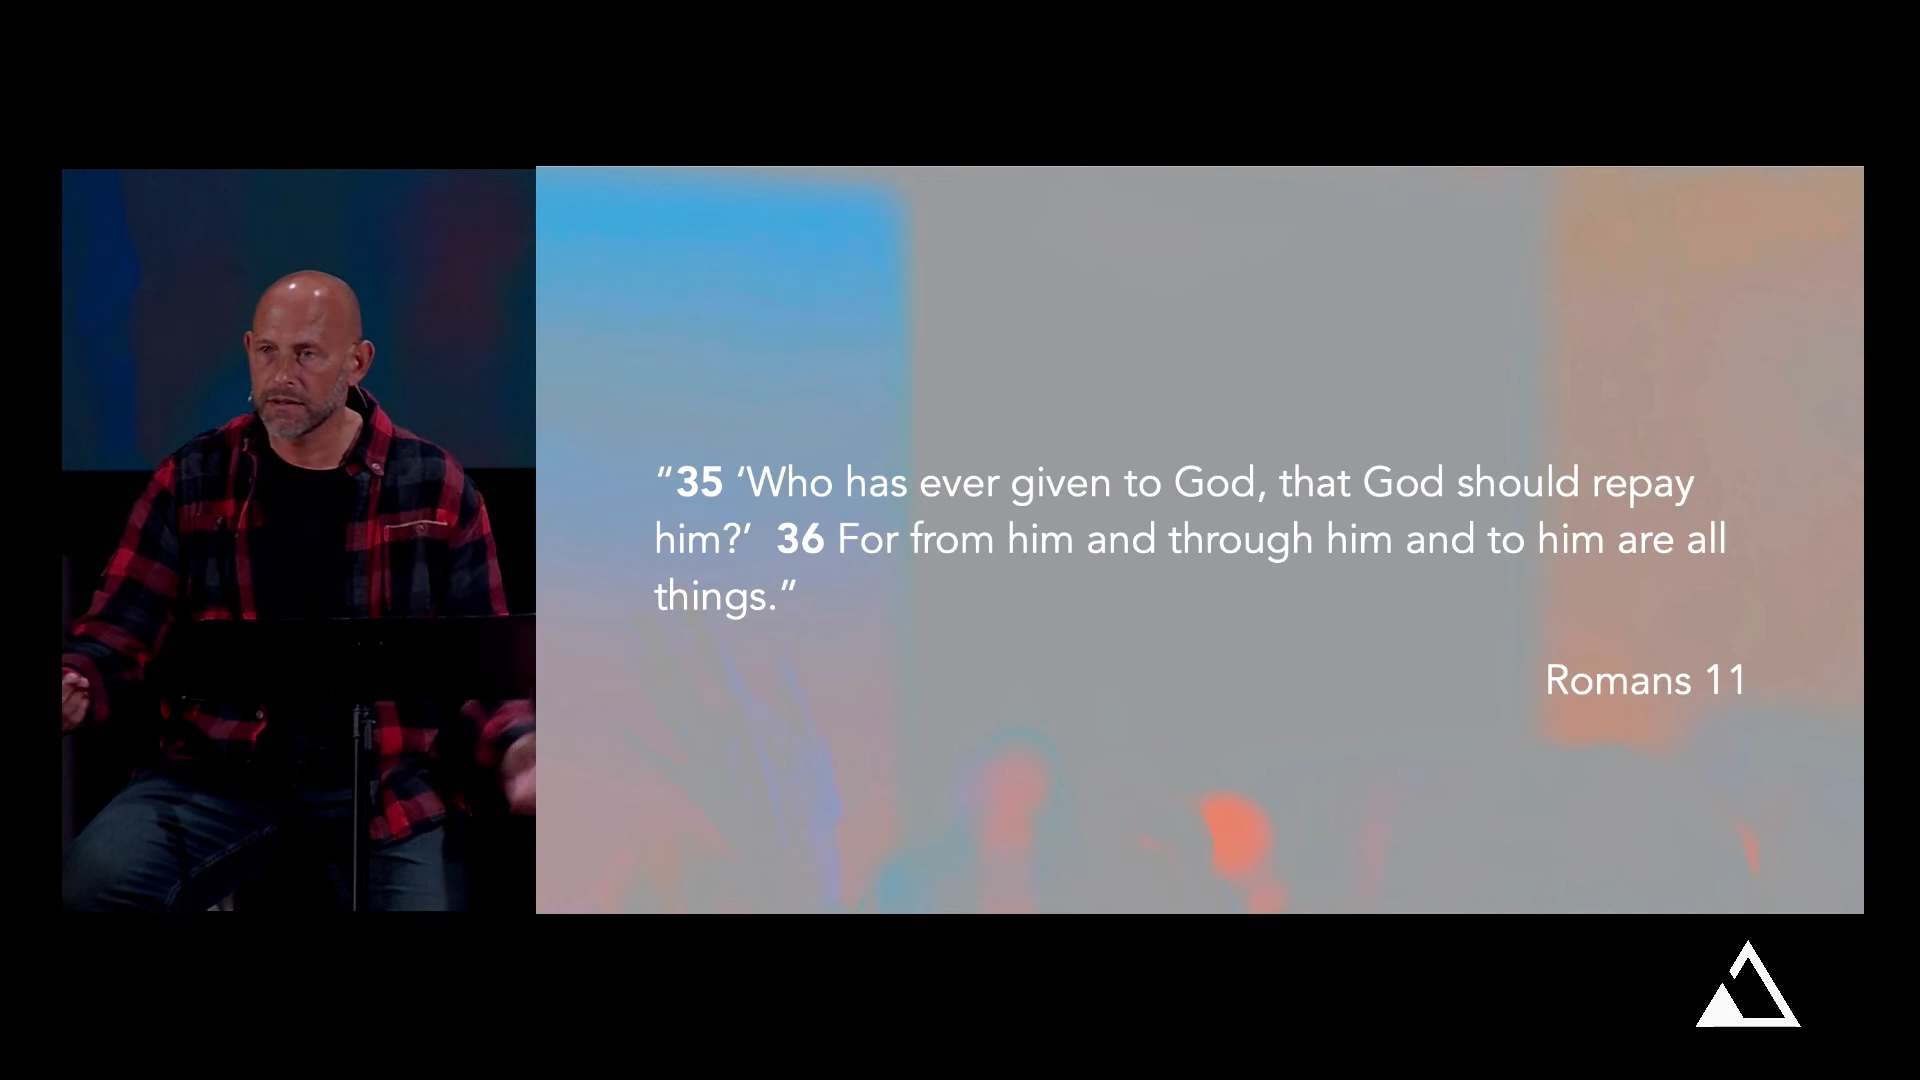 “35 ‘Who has ever given to God, that God should repay
him?’ 36 For from him and through him and to him are all
things.”
Romans 11